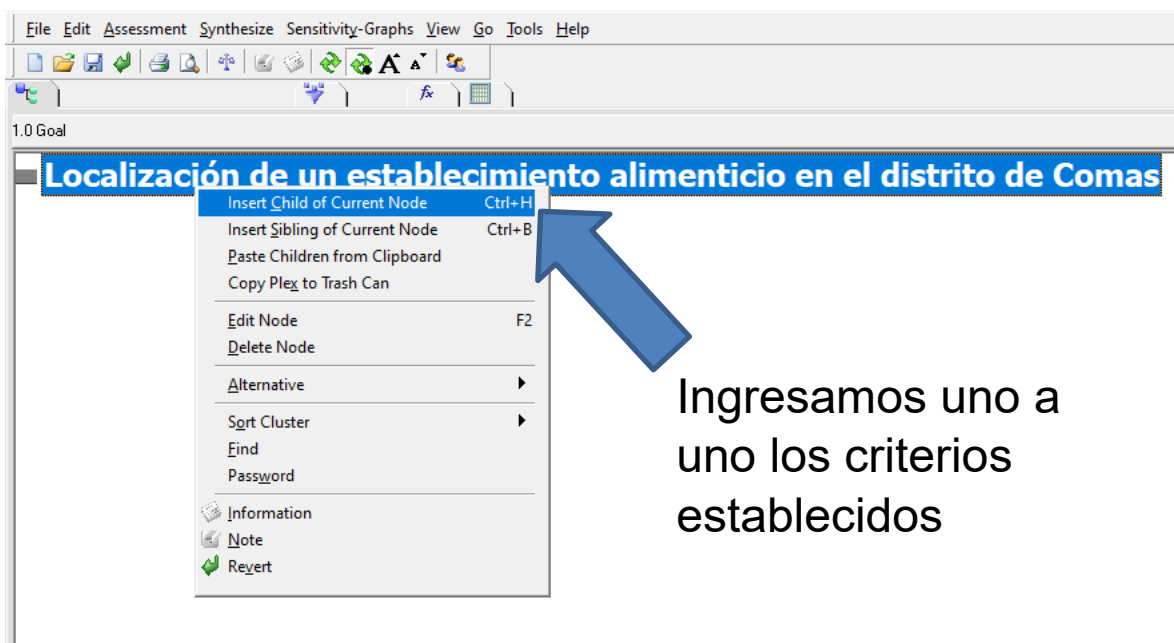 File Edit Assessment Synthesize Sensitivity-Graphs View Go Tools Help
A A
fx
1.0 Goal
Localización de un establecimiento alimenticio en el distrito de Comas
Insert Child of Current Node Ctrl+H
Insert Sibling of Current Node Ctrl+B
Paste Children from Clipboard
Copy Plex to Trash Can
Edit Node F2
Delete Node
Alternative
Sort Cluster
Find
Password
Information
Note
Revert
Ingresamos uno a
uno los criterios
establecidos